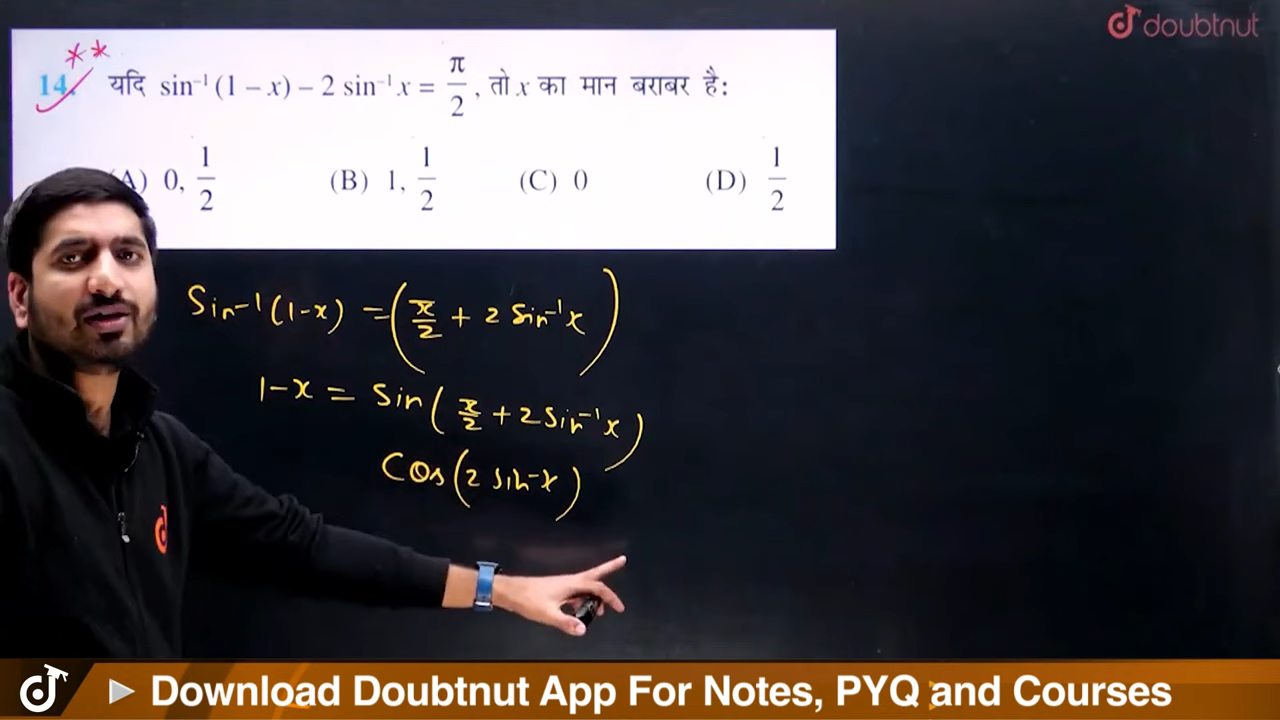 doubtnut
**
14. यदि sin⁻¹ (1 – x) – 2 sin⁻¹ x = π/2, तो x का मान बराबर है:
(A) 0, 1/2 (B) 1, 1/2 (C) 0 (D) 1/2
Sin⁻¹(1-x) = (π/2 + 2 Sin⁻¹x)
1-x = Sin(π/2 + 2Sin⁻¹x)
Cos(2 sin⁻x)
Download Doubtnut App For Notes, PYQ and Courses